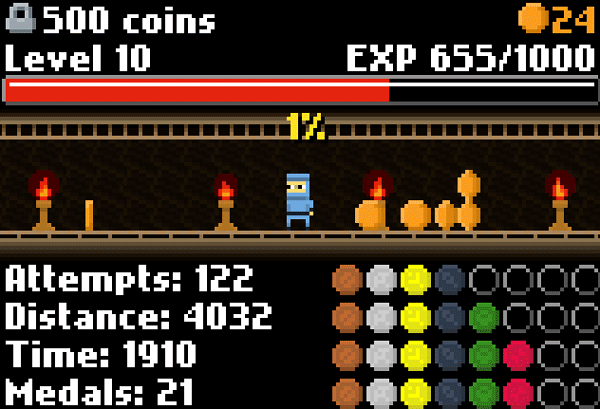 500 coins 24
Level 10 EXP 655/1000
1%
Attempts: 122
Distance: 4032
Time: 1910
Medals: 21